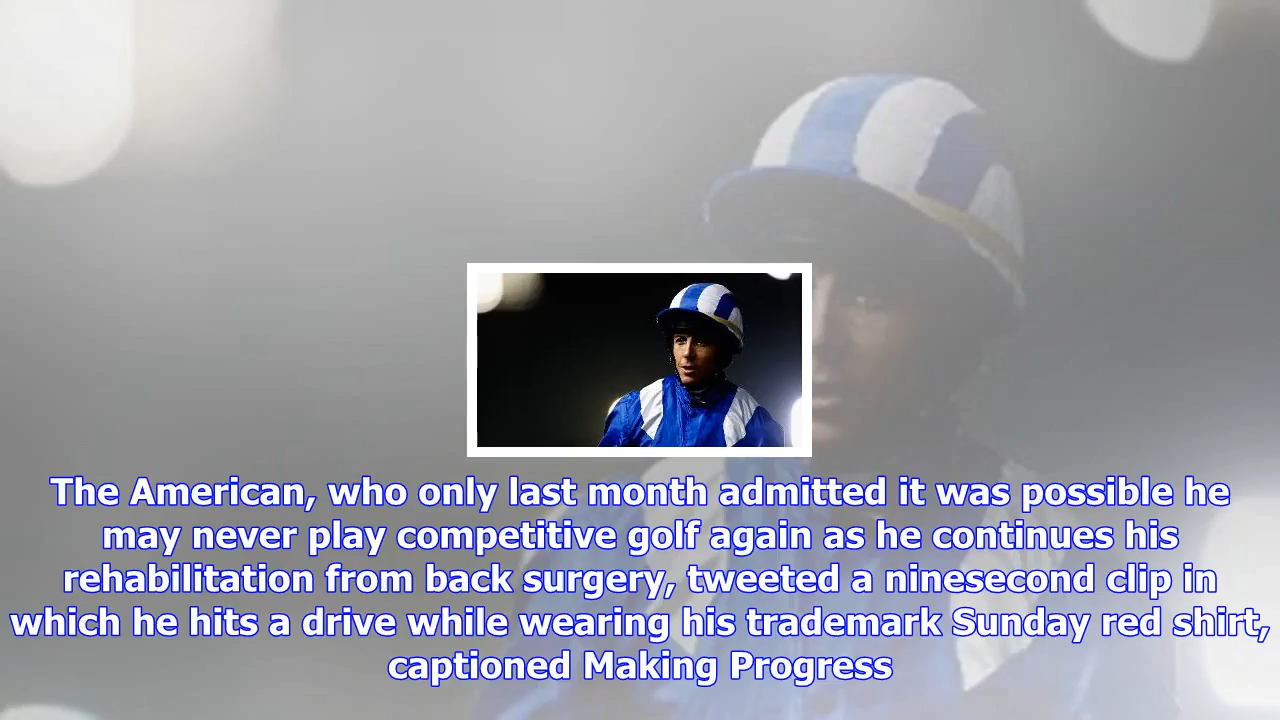 The American, who only last month admitted it was possible he
may never play competitive golf again as he continues his
rehabilitation from back surgery, tweeted a ninesecond clip in
which he hits a drive while wearing his trademark Sunday red shirt,
captioned Making Progress